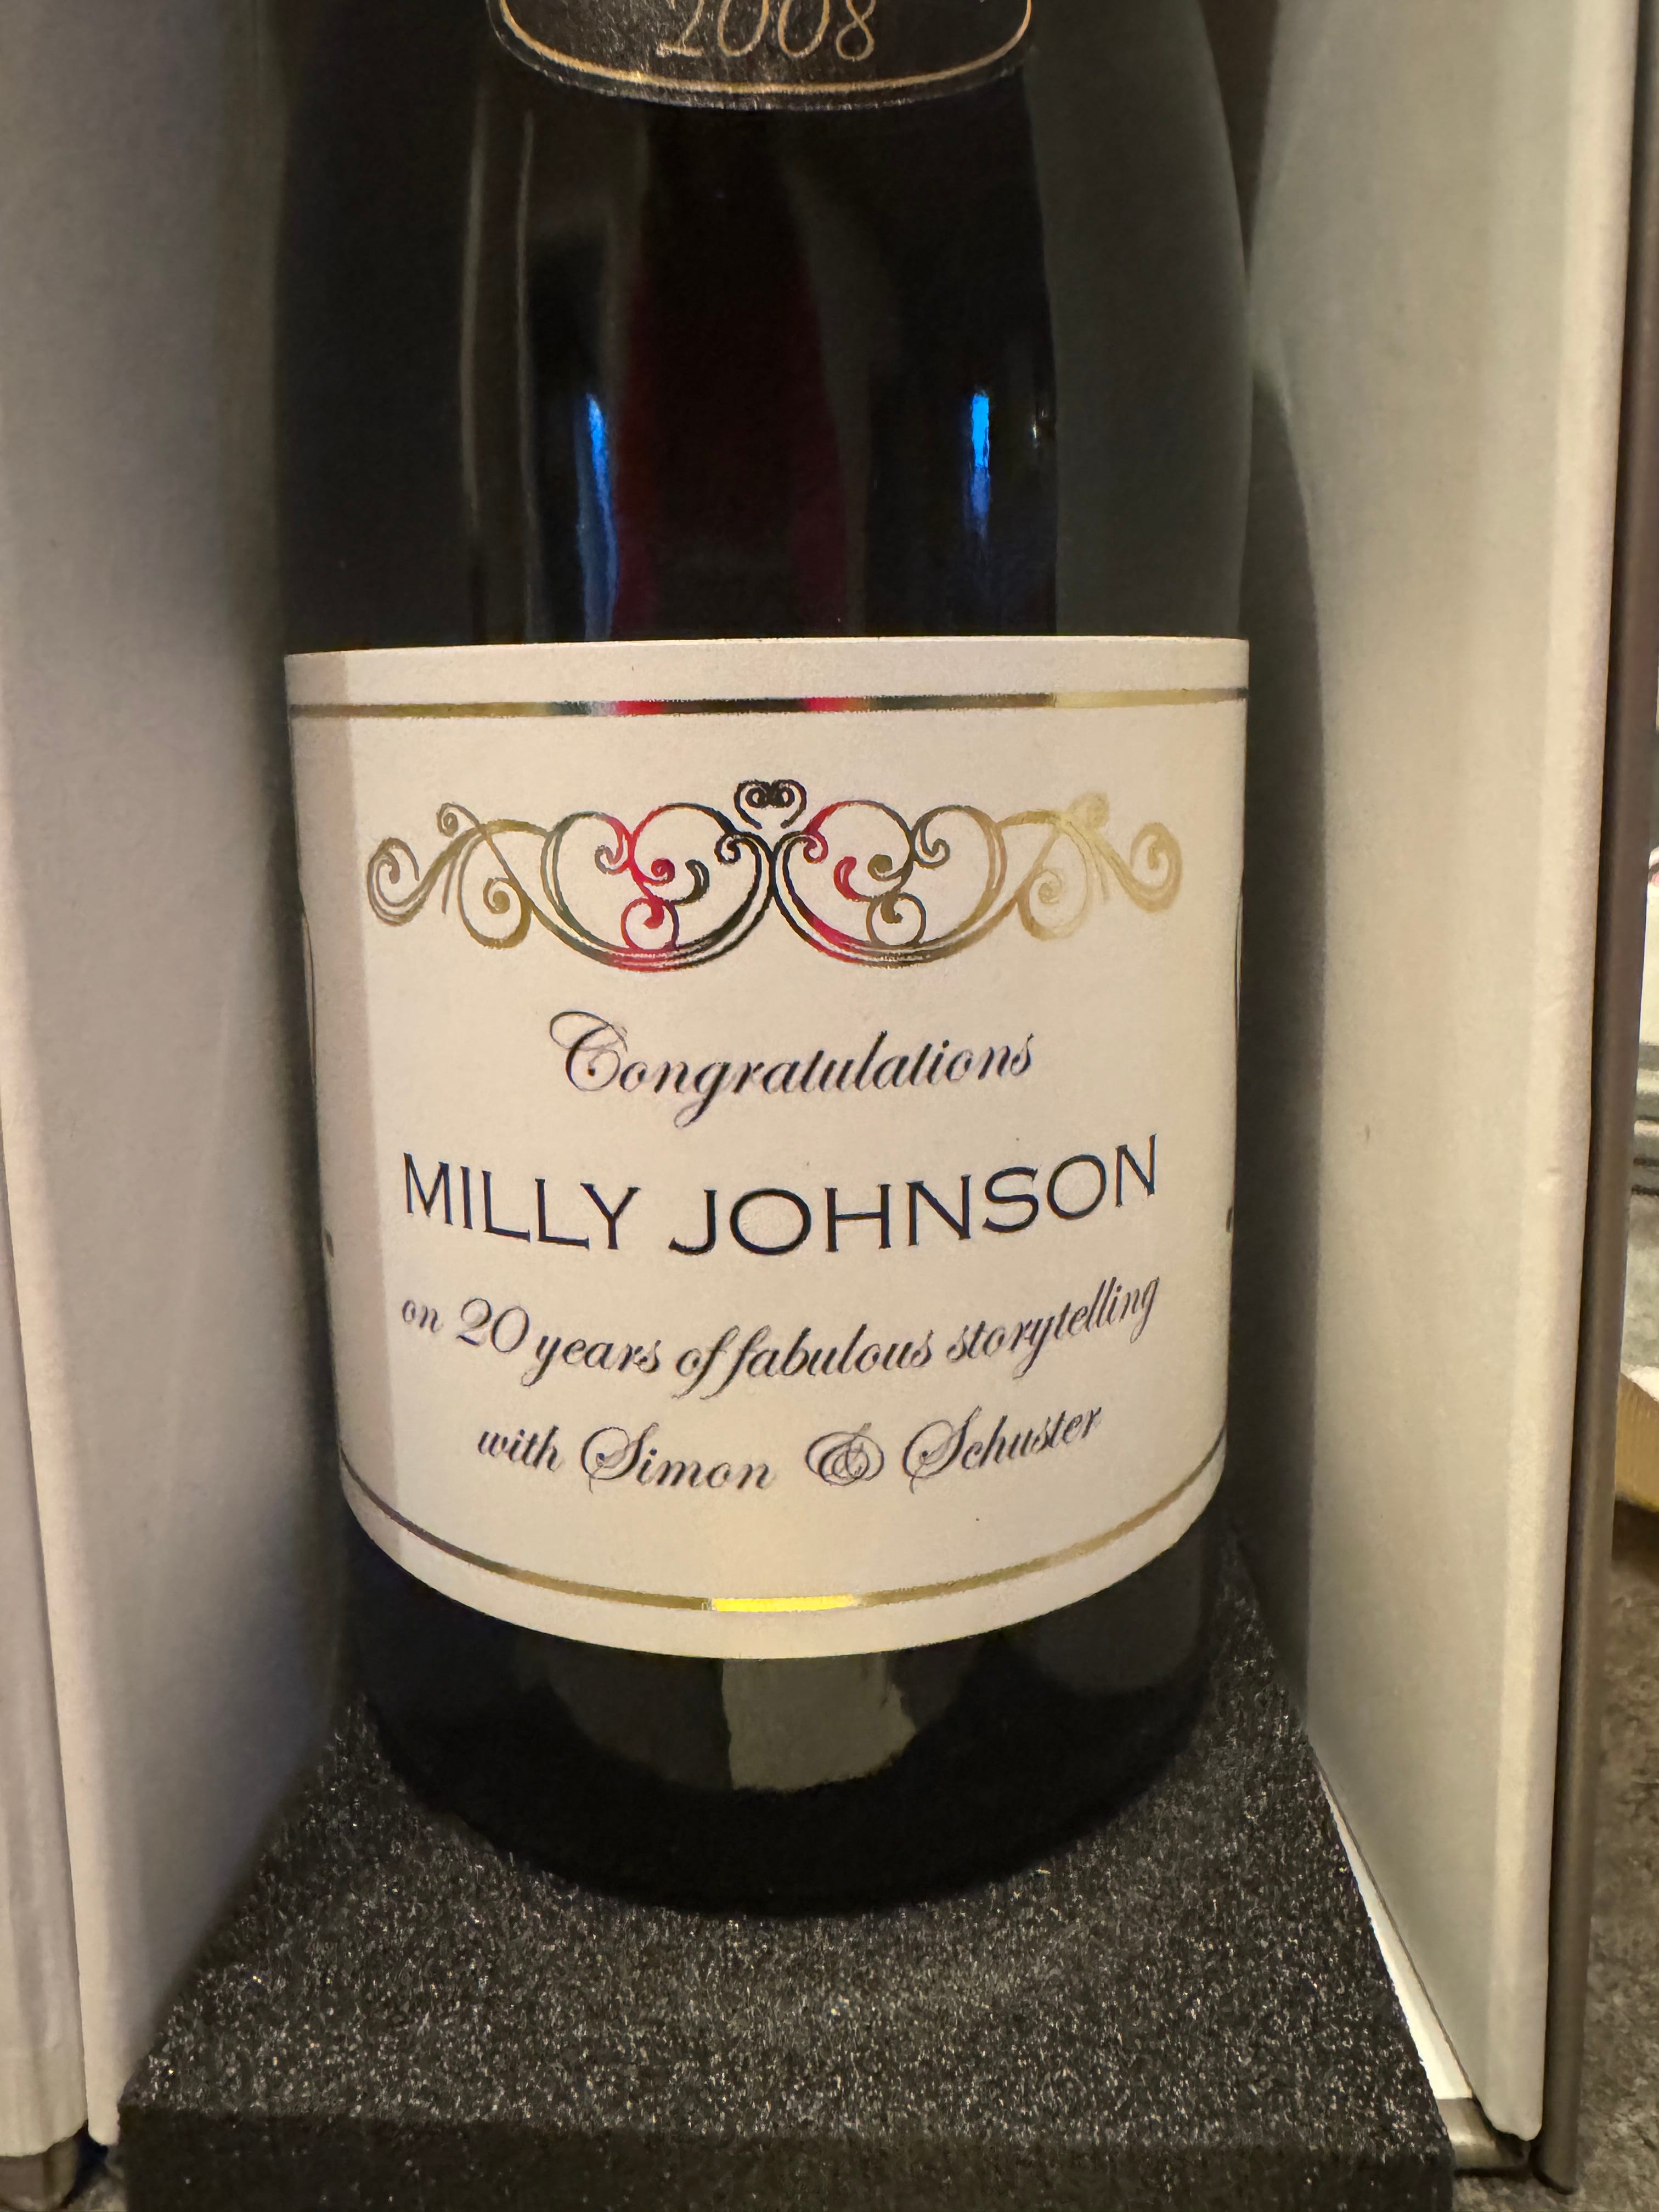 2008
Congratulations
MILLY JOHNSON
on 20 years of fabulous storytelling
with Simon & Schuster